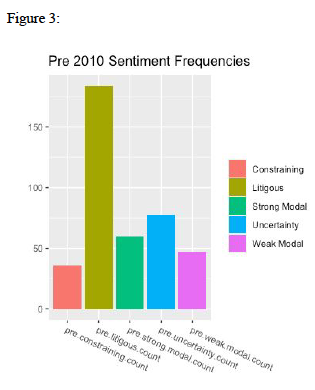 Figure 3:
Pre 2010 Sentiment Frequencies
150
100
50
0
pre.constraining.count
pre.litigous.count
pre.strong.modal.count
pre.uncertainty.count
pre.weak.modal.count
Constraining
Litigous
Strong Modal
Uncertainty
Weak Modal